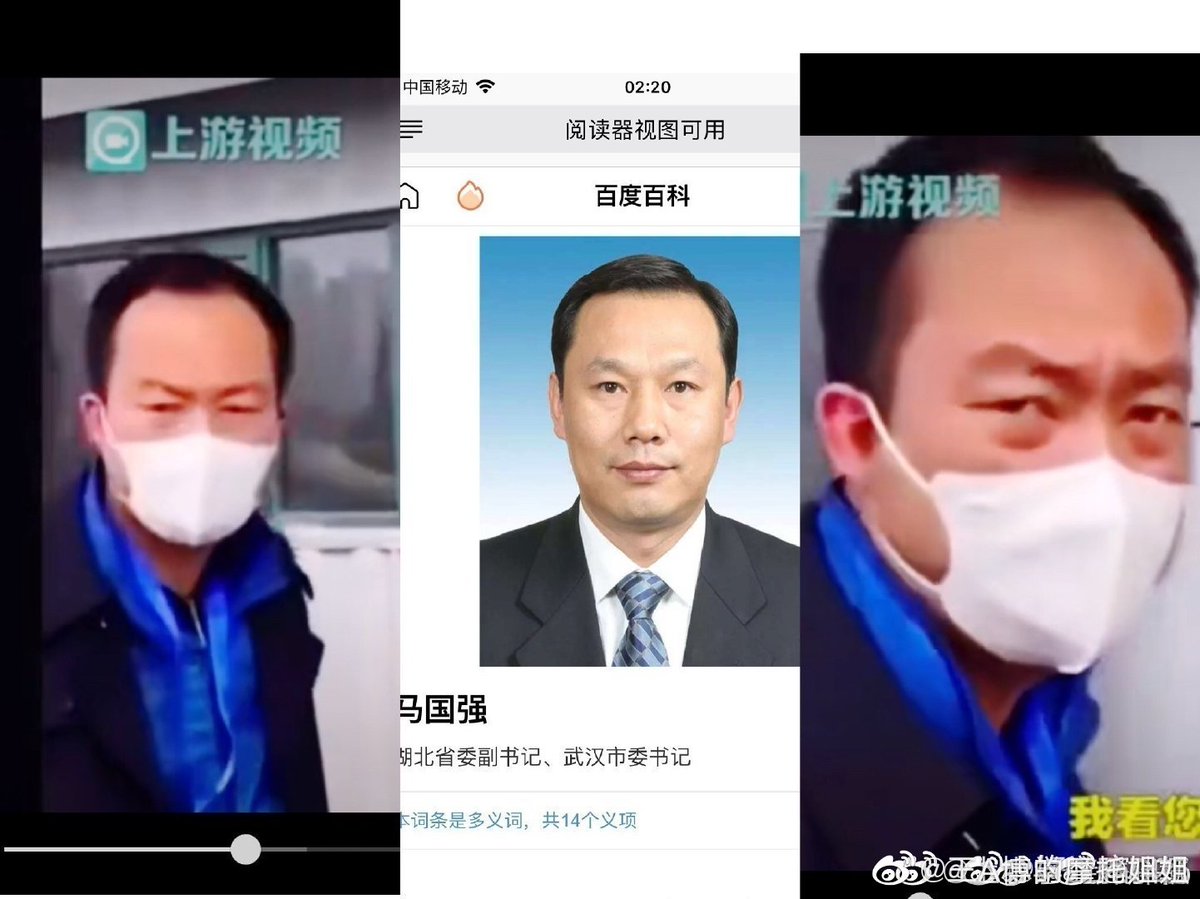 上游视频
中国移动
02:20
阅读器视图可用
百度百科
马国强
湖北省委副书记、武汉市委书记
本词条是多义词，共14个义项
上游视频
我看您